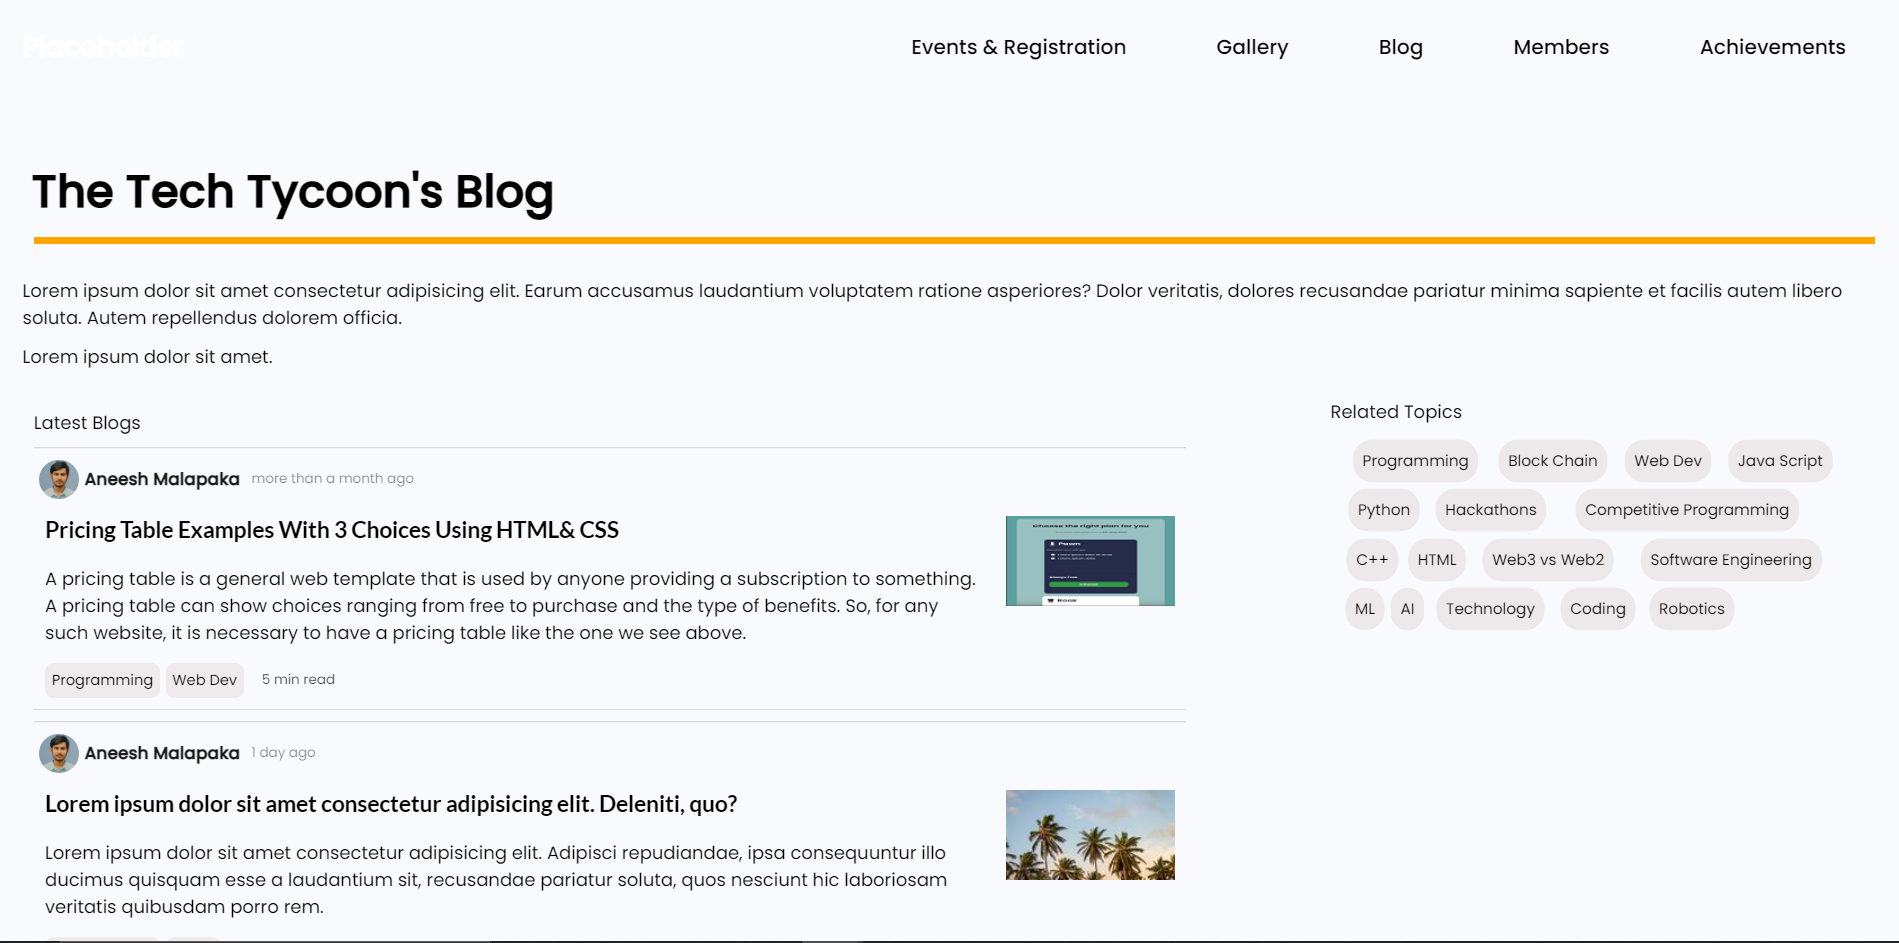 Placeholder
Events & Registration
Gallery
Blog
Members
Achievements
The Tech Tycoon's Blog
Lorem ipsum dolor sit amet consectetur adipisicing elit. Earum accusamus laudantium voluptatem ratione asperiores? Dolor veritatis, dolores recusandae pariatur minima sapiente et facilis autem libero
soluta. Autem repellendus dolorem officia.
Lorem ipsum dolor sit amet.
Latest Blogs
Aneesh Malapaka more than a month ago
Pricing Table Examples With 3 Choices Using HTML& CSS
A pricing table is a general web template that is used by anyone providing a subscription to something.
A pricing table can show choices ranging from free to purchase and the type of benefits. So, for any
such website, it is necessary to have a pricing table like the one we see above.
Choose the right plan for you
Pawn
Rook
Programming Web Dev 5 min read
Aneesh Malapaka 1 day ago
Lorem ipsum dolor sit amet consectetur adipisicing elit. Deleniti, quo?
Lorem ipsum dolor sit amet consectetur adipisicing elit. Adipisci repudiandae, ipsa consequuntur illo
ducimus quisquam esse a laudantium sit, recusandae pariatur soluta, quos nesciunt hic laboriosam
veritatis quibusdam porro rem.
Related Topics
Programming Block Chain Web Dev Java Script
Python Hackathons Competitive Programming
C++ HTML Web3 vs Web2 Software Engineering
ML AI Technology Coding Robotics